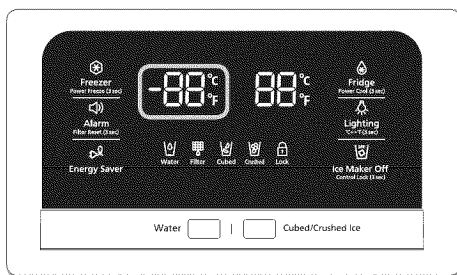 Freezer
Power Freeze (3 sec)
-88 °C °F
88 °C °F
Fridge
Power Cool (3 sec)
Alarm
Filter Reset (3 sec)
Lighting
°C↔°F (3 sec)
Water
Filter
Cubed
Crushed
Lock
Energy Saver
OFF
Ice Maker Off
Control Lock (3 sec)
Water
Cubed/Crushed Ice